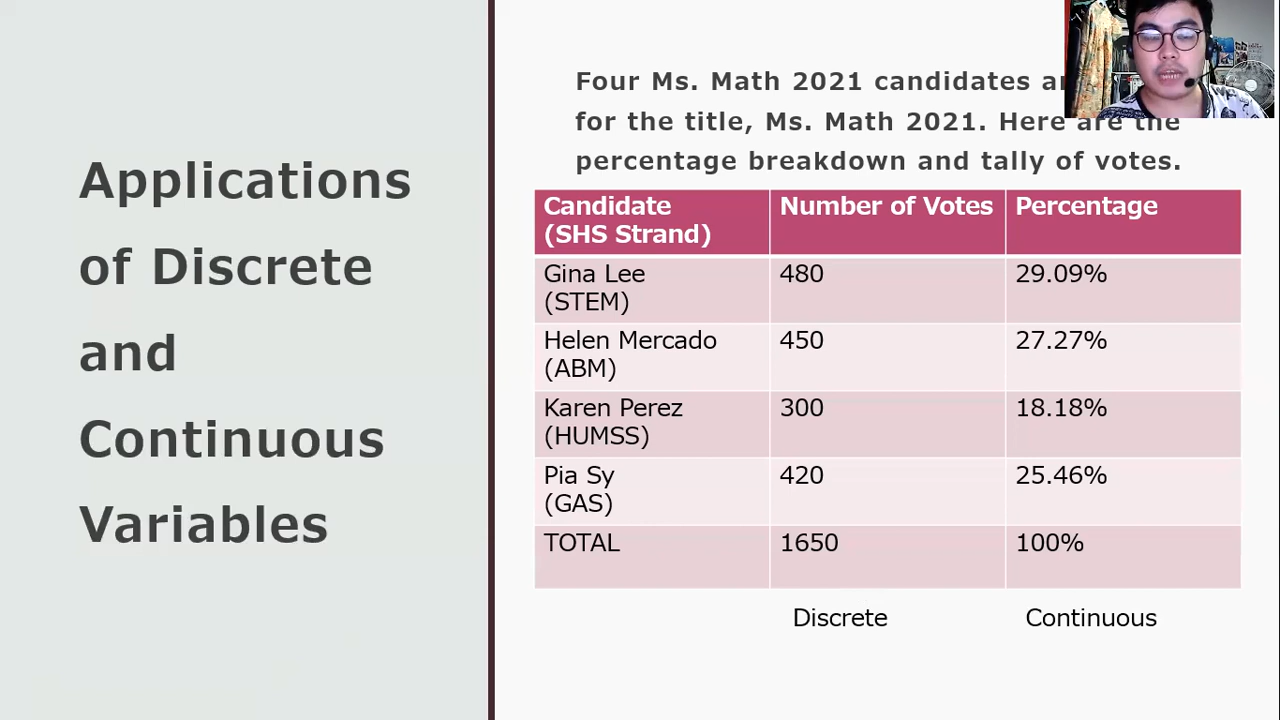 Applications
of Discrete
and
Continuous
Variables
Four Ms. Math 2021 candidates
for the title, Ms. Math 2021. Here are the
percentage breakdown and tally of votes.
Candidate Number of Votes Percentage
(SHS Strand)
Gina Lee 480 29.09%
(STEM)
Helen Mercado 450 27.27%
(ABM)
Karen Perez 300 18.18%
(HUMSS)
Pia Sy 420 25.46%
(GAS)
TOTAL 1650 100%
Discrete Continuous